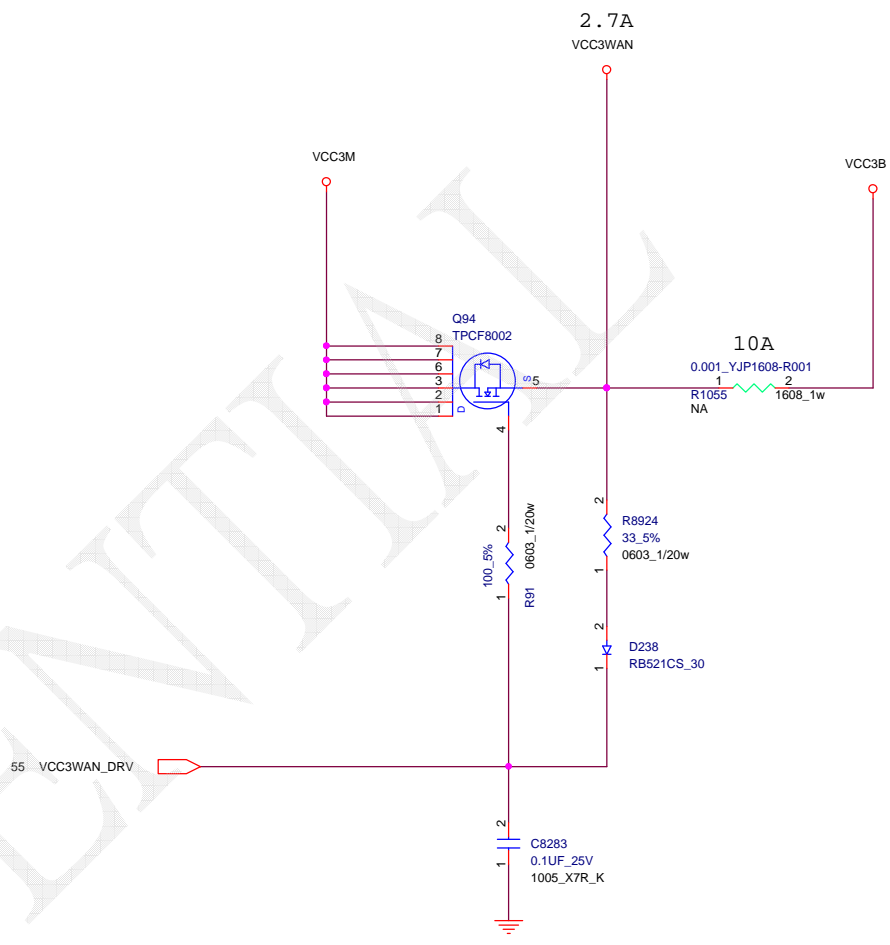 2.7A
VCC3WAN
VCC3M
VCC3B
Q94
TPCF8002
8
7
6
3
2
1
D
S
5
4
10A
0.001_YJP1608-R001
1
2
R1055
1608_1w
NA
2
100_5%
0603_1/20w
1
R91
2
R8924
33_5%
0603_1/20w
1
2
D238
RB521CS_30
1
55 VCC3WAN_DRV
2
C8283
0.1UF_25V
1
1005_X7R_K
ENTIAL